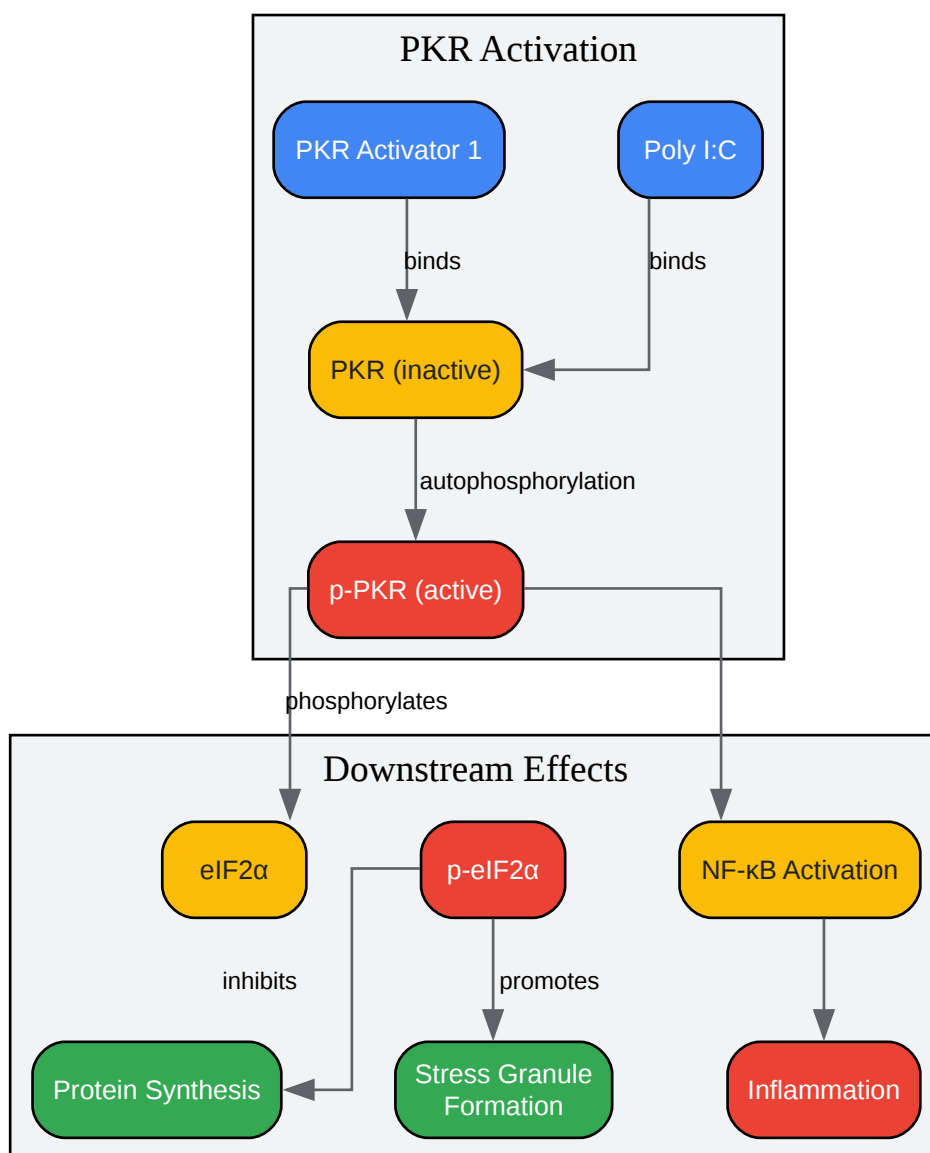 PKR Activation
PKR Activator 1
Poly I:C
binds
binds
PKR (inactive)
autophosphorylation
p-PKR (active)
phosphorylates
Downstream Effects
eIF2α
p-eIF2α
NF-κB Activation
inhibits
promotes
Protein Synthesis
Stress Granule
Formation
Inflammation